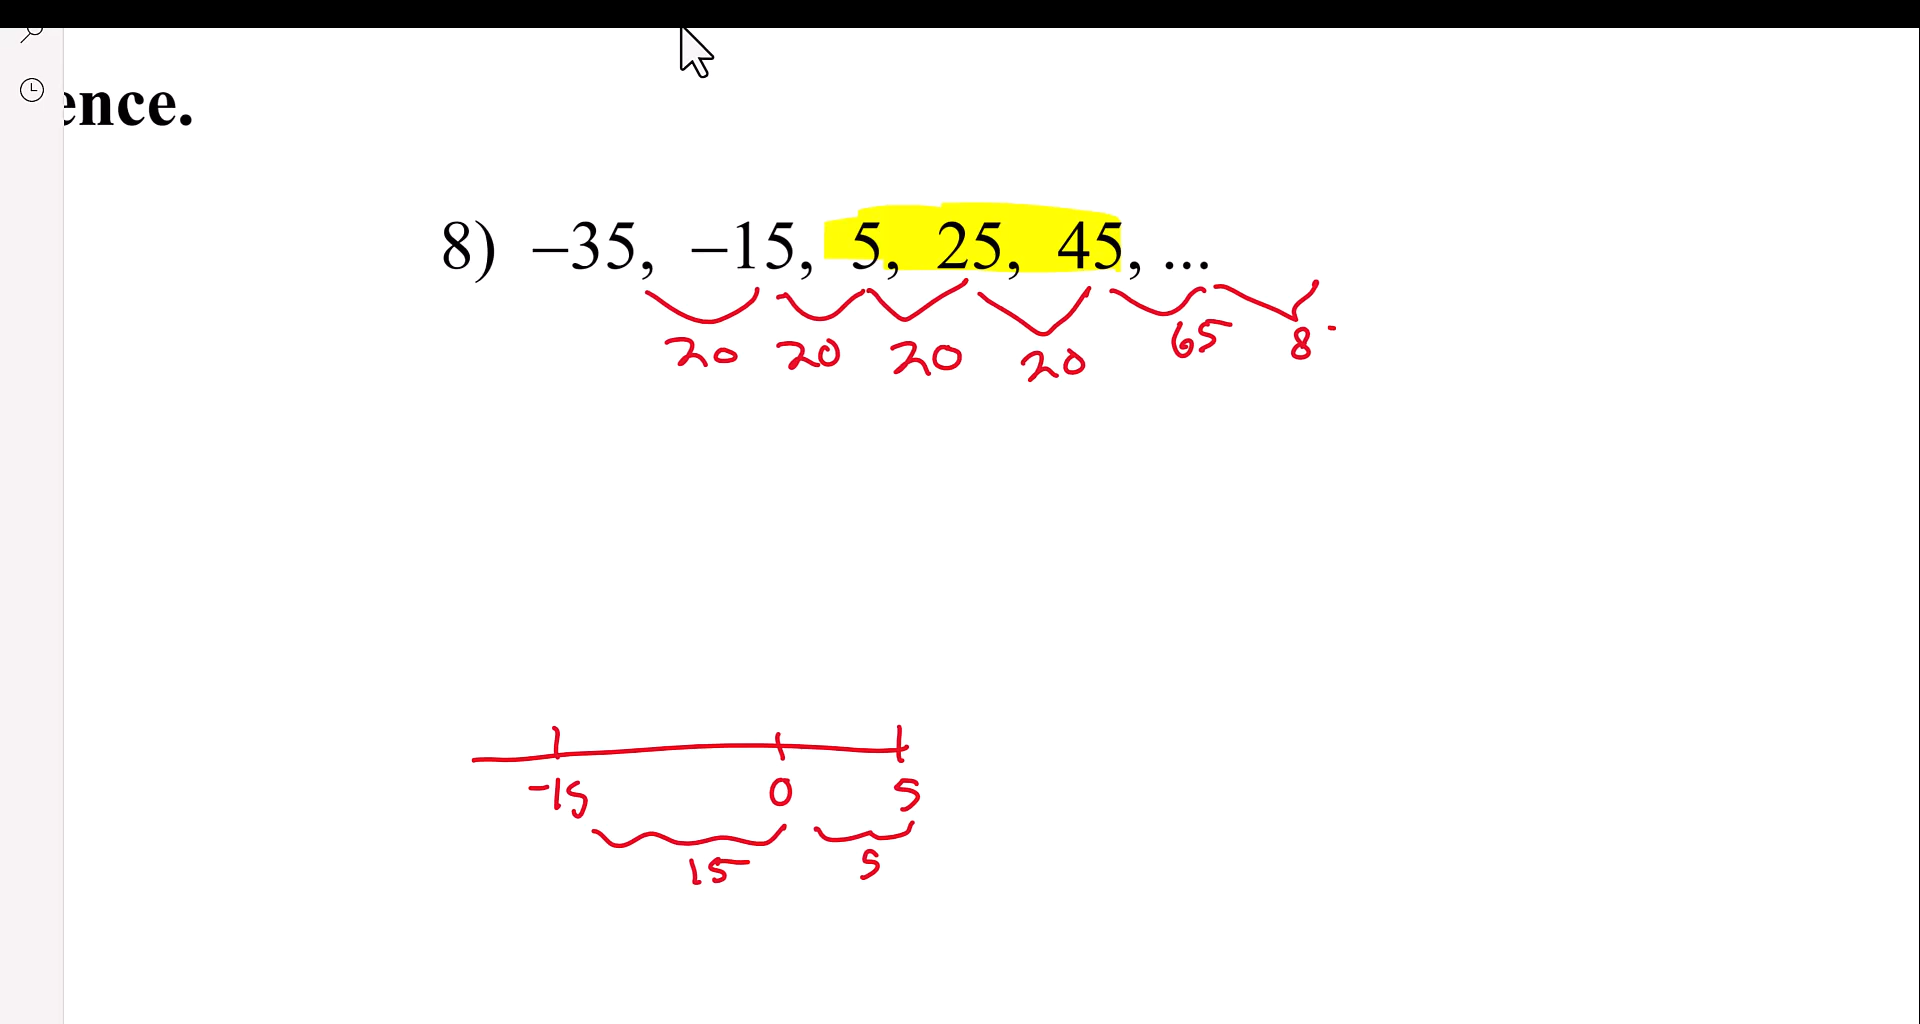 ence.
8) −35, −15, 5, 25, 45, ...
20 20 20 20 65 8
-15 0 5
15 5